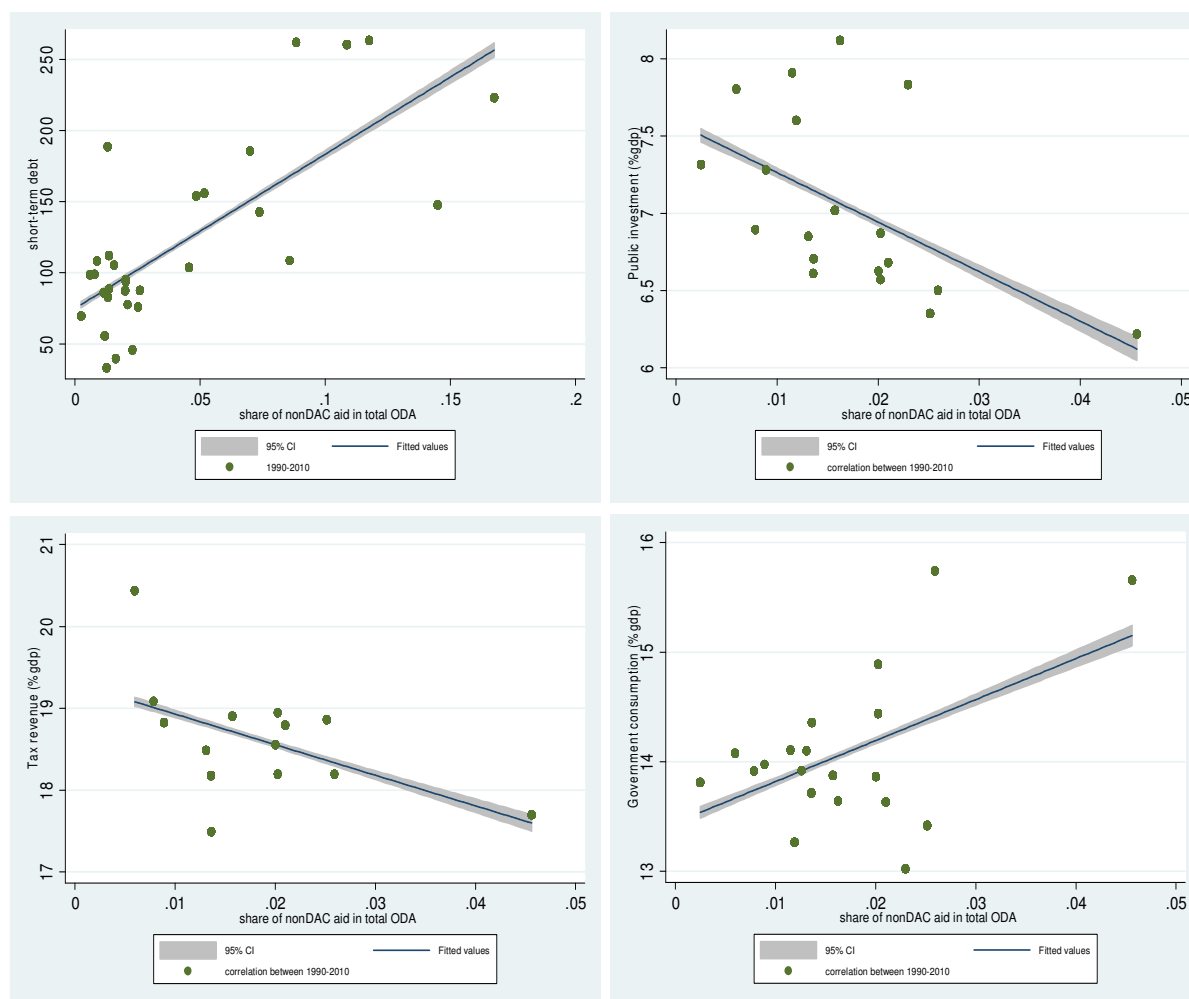 short-term debt
250
200
150
100
50
0 .05 .1 .15 .2
share of nonDAC aid in total ODA
95% CI Fitted values
1990-2010
Public investment (%gdp)
8
7.5
7
6.5
6
0 .01 .02 .03 .04 .05
share of nonDAC aid in total ODA
95% CI Fitted values
correlation between 1990-2010
Tax revenue (%gdp)
21
20
19
18
17
0 .01 .02 .03 .04 .05
share of nonDAC aid in total ODA
95% CI Fitted values
correlation between 1990-2010
Government consumption (%gdp)
16
15
14
13
0 .01 .02 .03 .04 .05
share of nonDAC aid in total ODA
95% CI Fitted values
correlation between 1990-2010